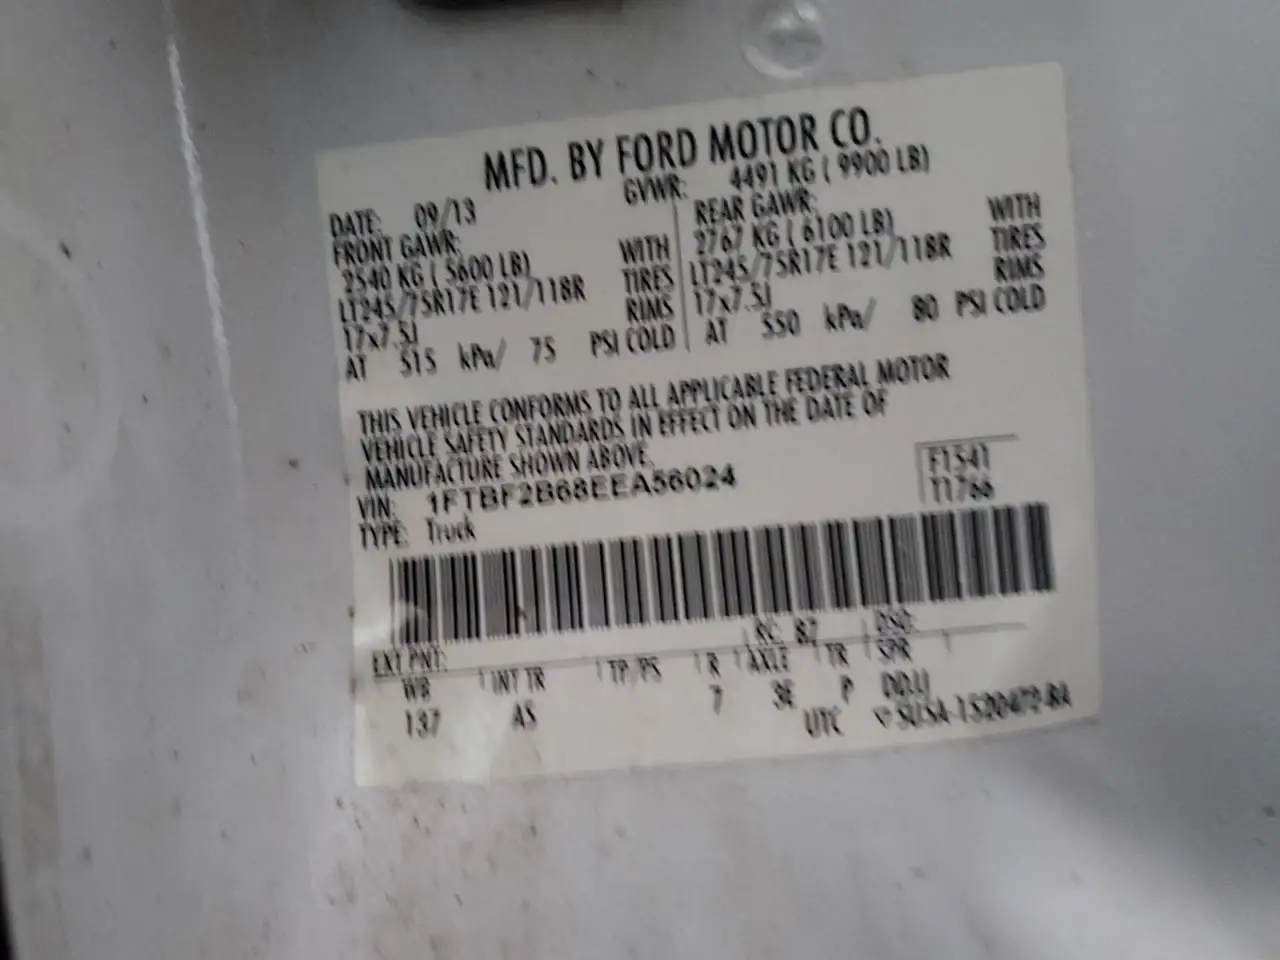 MFD. BY FORD MOTOR CO.
DATE: 09/13 GVWR: 4491 KG ( 9900 LB)
FRONT GAWR: REAR GAWR:
2540 KG ( 5600 LB) WITH 2767 KG ( 6100 LB) WITH
LT245/75R17E 121/118R TIRES LT245/75R17E 121/118R TIRES
17x7.5J RIMS 17x7.5J RIMS
AT 515 kPa/ 75 PSI COLD AT 550 kPa/ 80 PSI COLD
THIS VEHICLE CONFORMS TO ALL APPLICABLE FEDERAL MOTOR
VEHICLE SAFETY STANDARDS IN EFFECT ON THE DATE OF
MANUFACTURE SHOWN ABOVE.
VIN: 1FTBF2B68EEA56024
TYPE: Truck
F1541
T1766
EXT PNT: RC: 82 DSO:
WB INT TR TP/PS R AXLE TR SPR
137 AS 7 3E P
UTC